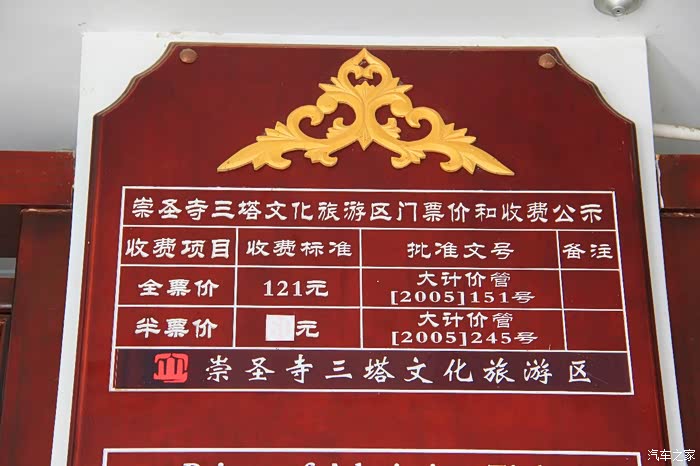 崇圣寺三塔文化旅游区门票价和收费公示
收费项目 收费标准 批准文号 备注
全票价 121元 大计价管
[2005]151号
半票价 元 大计价管
[2005]245号
崇圣寺三塔文化旅游区
汽车之家